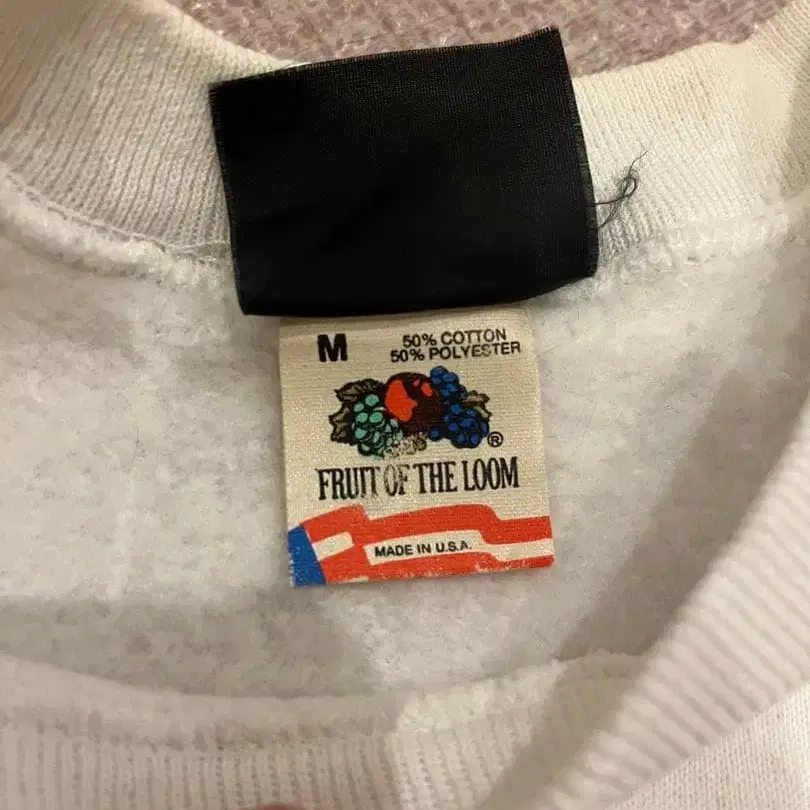 M
50% COTTON
50% POLYESTER
®
FRUIT OF THE LOOM
MADE IN U.S.A.